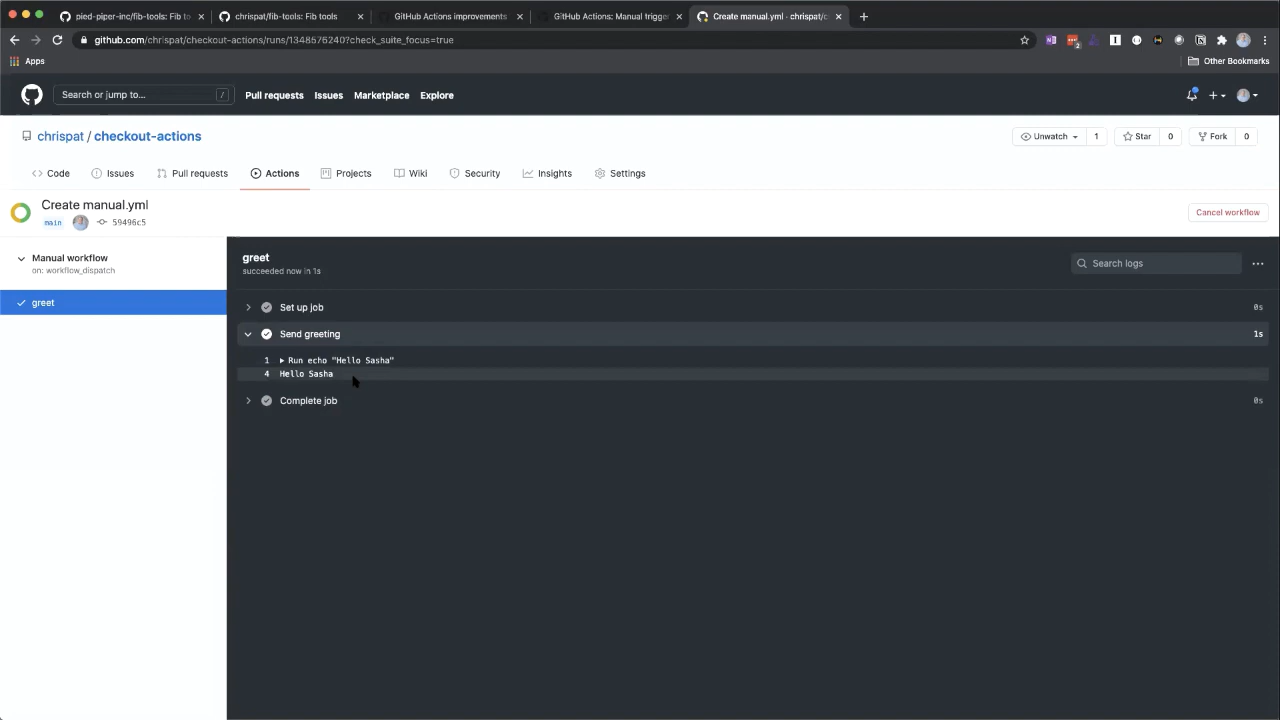 pied-piper-inc/fib-tools: Fib to
chrispat/fib-tools: Fib tools
GitHub Actions improvements
GitHub Actions: Manual trigger
Create manual.yml · chrispat/c
github.com/chrispat/checkout-actions/runs/1348576240?check_suite_focus=true
Apps
Other Bookmarks
Search or jump to... /
Pull requests
Issues
Marketplace
Explore
chrispat / checkout-actions
Unwatch 1
Star 0
Fork 0
Code
Issues
Pull requests
Actions
Projects
Wiki
Security
Insights
Settings
Create manual.yml
main 59496c5
Cancel workflow
Manual workflow
on: workflow_dispatch
greet
greet
succeeded now in 1s
Search logs
Set up job 0s
Send greeting 1s
1 Run echo "Hello Sasha"
4 Hello Sasha
Complete job 0s